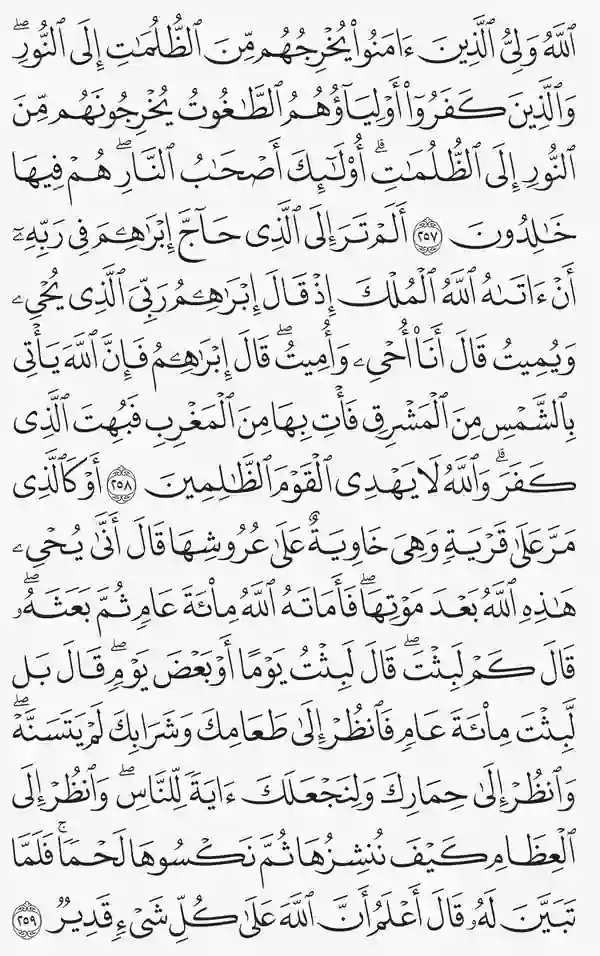 ٱللَّهُ وَلِىُّ ٱلَّذِينَ ءَامَنُوا۟ يُخْرِجُهُم مِّنَ ٱلظُّلُمَٰتِ إِلَى ٱلنُّورِ ۖ
وَٱلَّذِينَ كَفَرُوٓا۟ أَوْلِيَآؤُهُمُ ٱلطَّٰغُوتُ يُخْرِجُونَهُم مِّنَ
ٱلنُّورِ إِلَى ٱلظُّلُمَٰتِ ۗ أُو۟لَٰٓئِكَ أَصْحَٰبُ ٱلنَّارِ ۖ هُمْ فِيهَا
خَٰلِدُونَ ٢٥٧ أَلَمْ تَرَ إِلَى ٱلَّذِى حَآجَّ إِبْرَٰهِۦمَ فِى رَبِّهِۦٓ
أَنْ ءَاتَىٰهُ ٱللَّهُ ٱلْمُلْكَ إِذْ قَالَ إِبْرَٰهِۦمُ رَبِّىَ ٱلَّذِى يُحْىِۦ
وَيُمِيتُ قَالَ أَنَا۠ أُحْىِۦ وَأُمِيتُ ۖ قَالَ إِبْرَٰهِۦمُ فَإِنَّ ٱللَّهَ يَأْتِى
بِٱلشَّمْسِ مِنَ ٱلْمَشْرِقِ فَأْتِ بِهَا مِنَ ٱلْمَغْرِبِ فَبُهِتَ ٱلَّذِى
كَفَرَ ۗ وَٱللَّهُ لَا يَهْدِى ٱلْقَوْمَ ٱلظَّٰلِمِينَ ٢٥٨ أَوْ كَٱلَّذِى
مَرَّ عَلَىٰ قَرْيَةٍ وَهِىَ خَاوِيَةٌ عَلَىٰ عُرُوشِهَا قَالَ أَنَّىٰ يُحْىِۦ
هَٰذِهِ ٱللَّهُ بَعْدَ مَوْتِهَا ۖ فَأَمَاتَهُ ٱللَّهُ مِا۟ئَةَ عَامٍ ثُمَّ بَعَثَهُۥ ۖ
قَالَ كَمْ لَبِثْتَ ۖ قَالَ لَبِثْتُ يَوْمًا أَوْ بَعْضَ يَوْمٍ ۖ قَالَ بَل
لَّبِثْتَ مِا۟ئَةَ عَامٍ فَٱنظُرْ إِلَىٰ طَعَامِكَ وَشَرَابِكَ لَمْ يَتَسَنَّهْ ۖ
وَٱنظُرْ إِلَىٰ حِمَارِكَ وَلِنَجْعَلَكَ ءَايَةً لِّلنَّاسِ ۖ وَٱنظُرْ إِلَى
ٱلْعِظَامِ كَيْفَ نُنشِزُهَا ثُمَّ نَكْسُوهَا لَحْمًا ۚ فَلَمَّا
تَبَيَّنَ لَهُۥ قَالَ أَعْلَمُ أَنَّ ٱللَّهَ عَلَىٰ كُلِّ شَىْءٍ قَدِيرٌ ٢٥٩